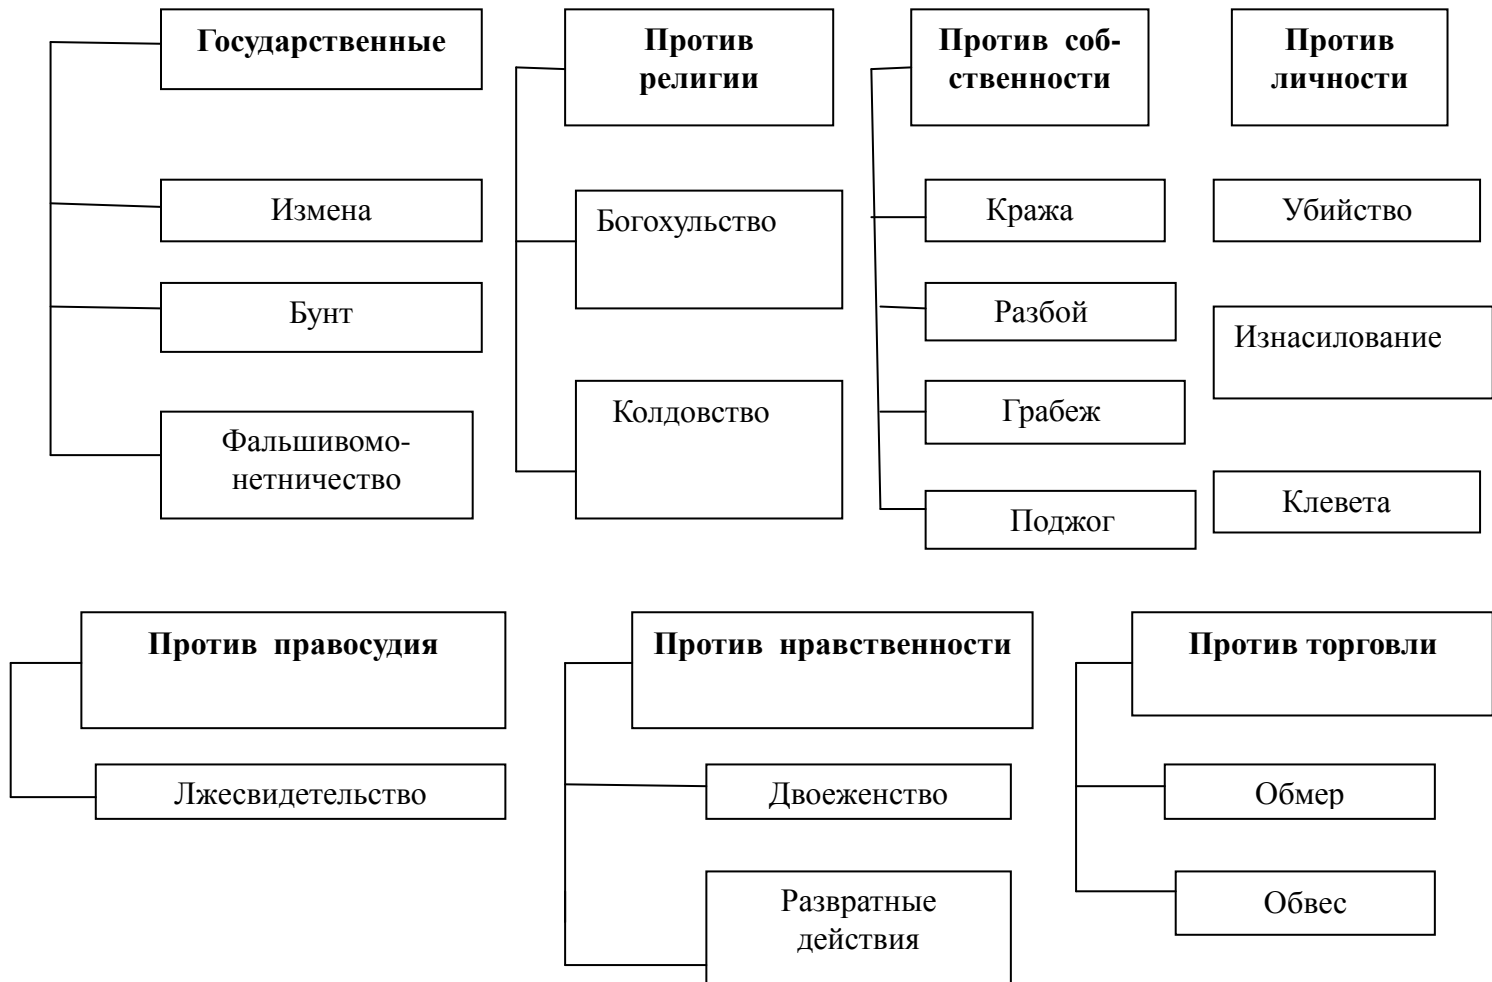 Государственные
Против
религии
Против соб-
ственности
Против
личности
Измена
Бунт
Фальшивомо-
нетничество
Богохульство
Колдовство
Кража
Разбой
Грабеж
Поджог
Убийство
Изнасилование
Клевета
Против правосудия
Лжесвидетельство
Против нравственности
Двоеженство
Развратные
действия
Против торговли
Обмер
Обвес